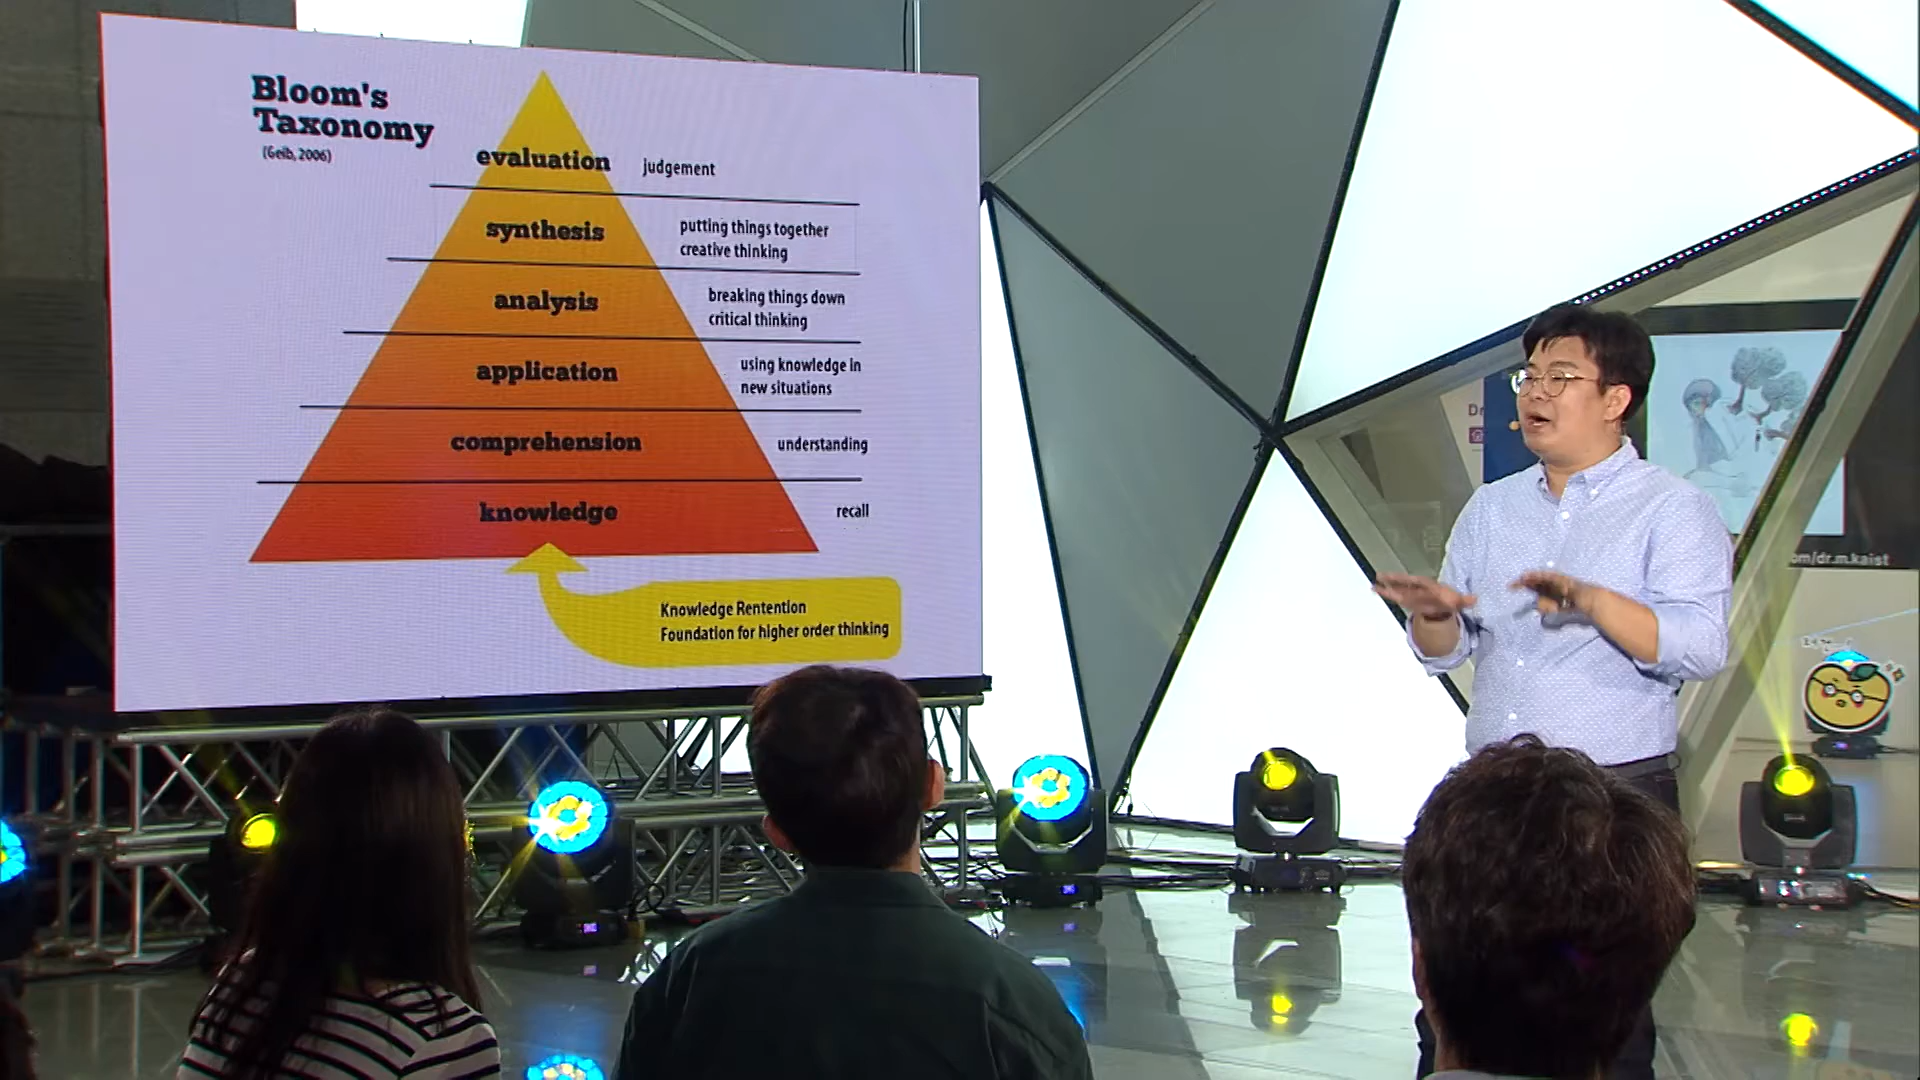 Bloom's
Taxonomy
(Geib, 2006)
evaluation
judgement
synthesis
putting things together
creative thinking
analysis
breaking things down
critical thinking
application
using knowledge in
new situations
comprehension
understanding
knowledge
recall
Knowledge Rentention
Foundation for higher order thinking
Dr
om/dr.m.kaist